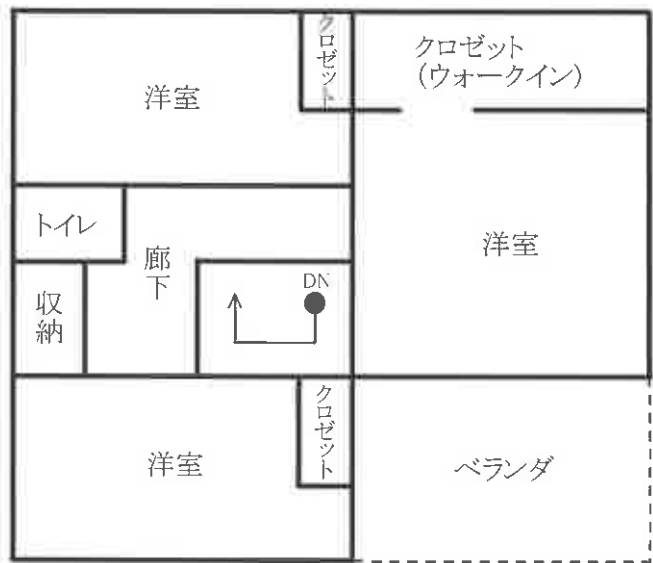 クロゼット
クロゼット
(ウォークイン)
洋室
トイレ
廊下
洋室
収納
DN
クロゼット
洋室
ベランダ